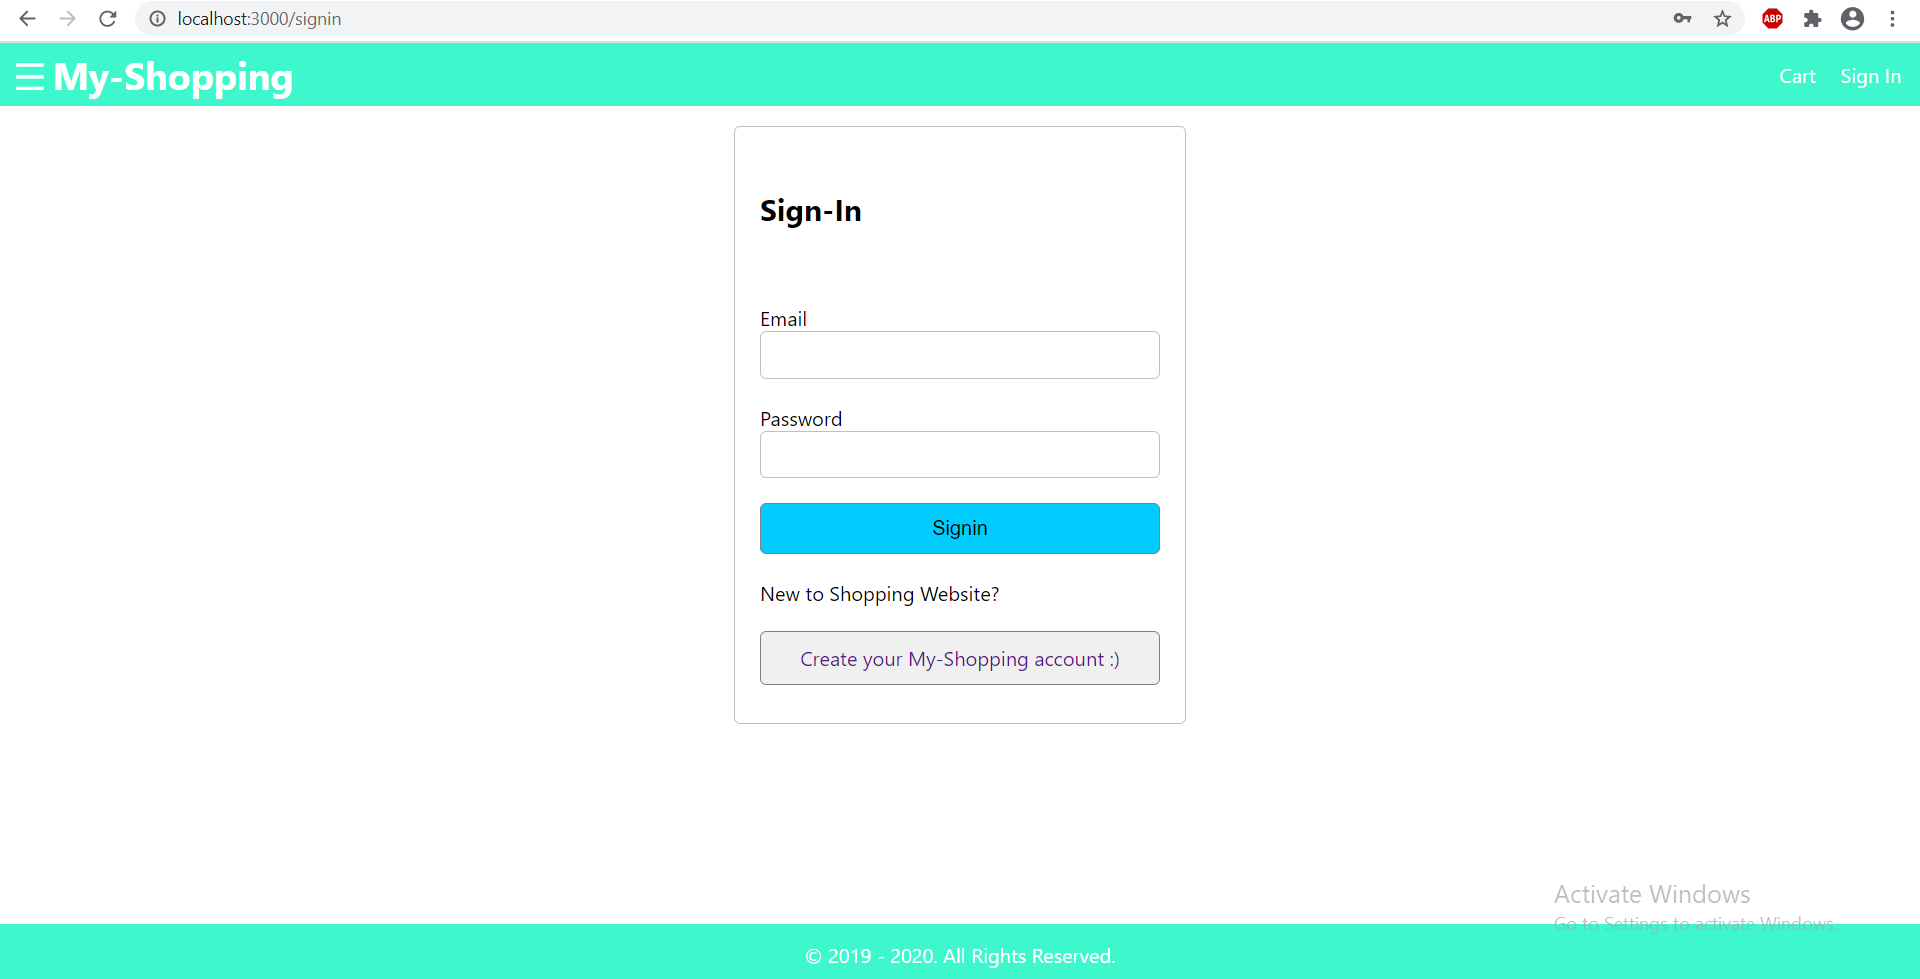 localhost:3000/signin
ABP
☰ My-Shopping
Cart Sign In
Sign-In
Email
Password
Signin
New to Shopping Website?
Create your My-Shopping account :)
Activate Windows
Go to Settings to activate Windows.
© 2019 - 2020. All Rights Reserved.